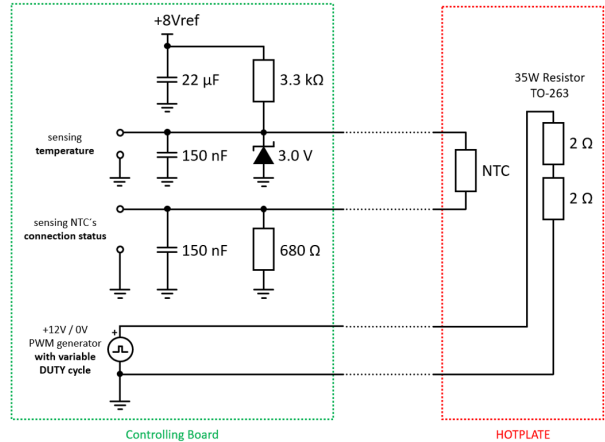 +8Vref
22 µF
3.3 kΩ
35W Resistor
TO-263
sensing
temperature
150 nF
3.0 V
NTC
2 Ω
2 Ω
sensing NTC´s
connection status
150 nF
680 Ω
+12V / 0V
PWM generator
with variable
DUTY cycle
+
Controlling Board
HOTPLATE